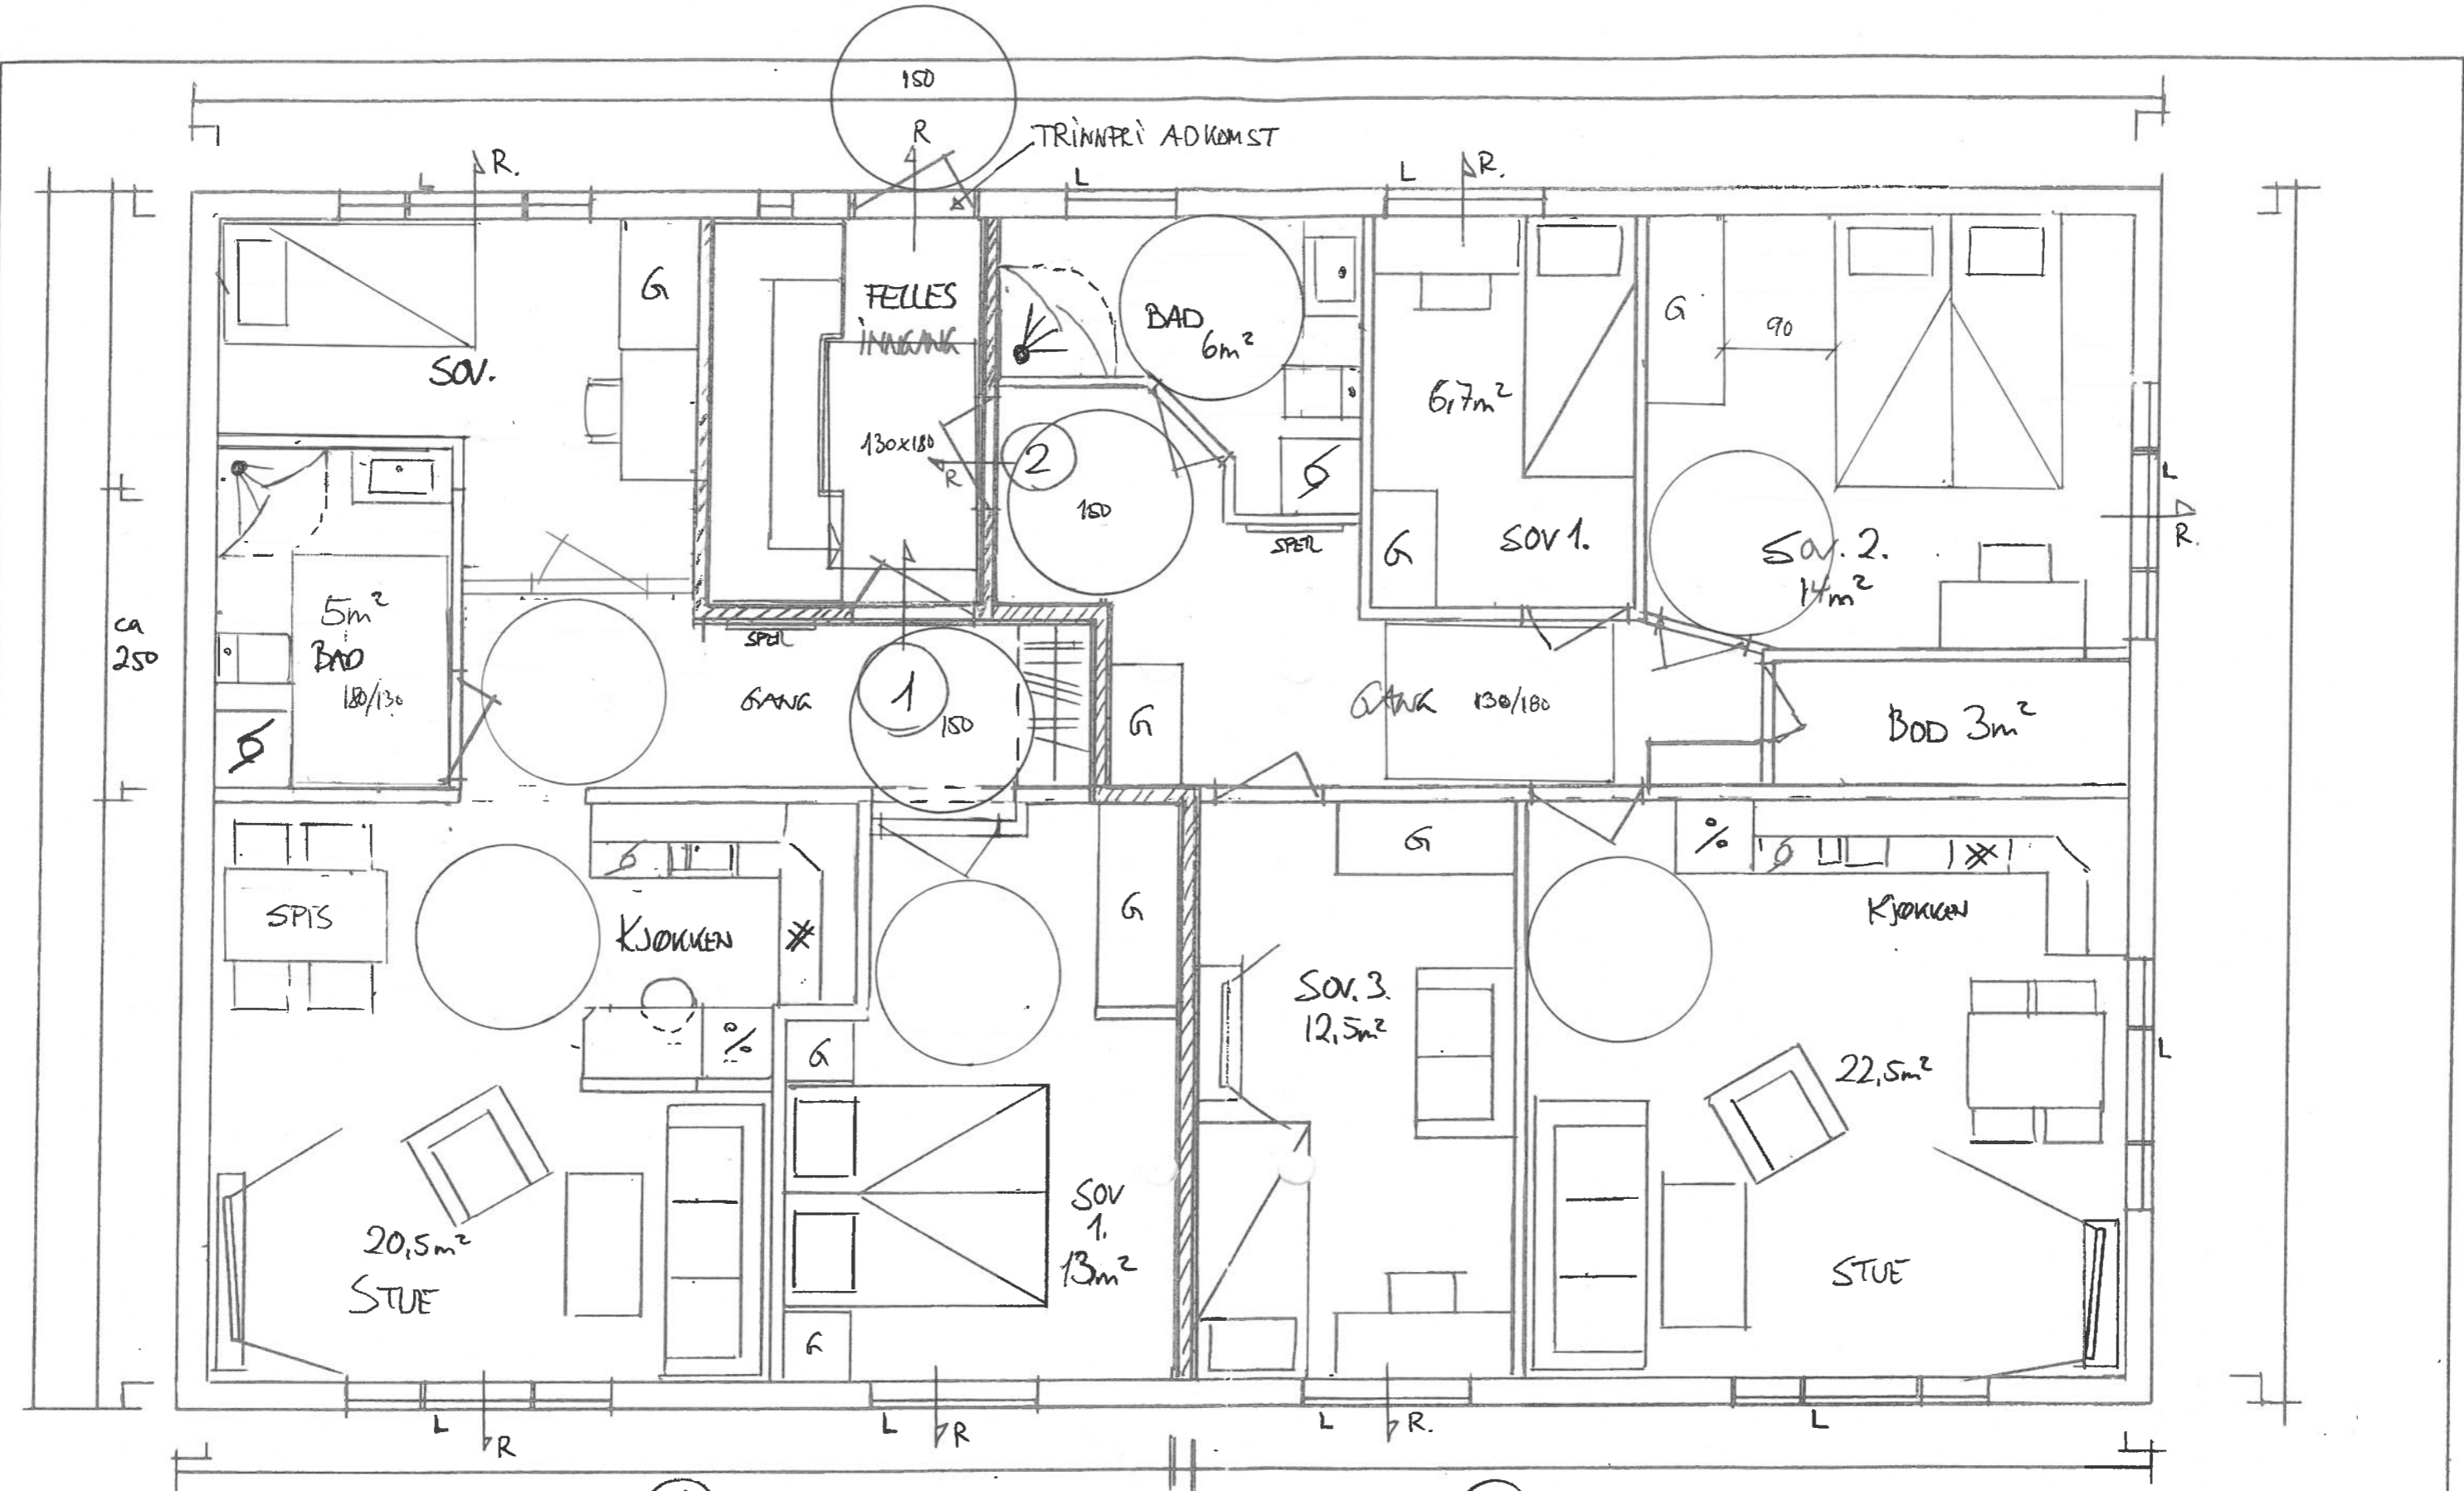 150
R
TRINNFRI ADKOMST
L
R.
L
L
R.
G
SOV.
FELLES
INNGANG
130x180
R
BAD
6m²
2
150
SPEIL
6,7m²
SOV 1.
G
G
90
SOV. 2.
14m²
L
R.
ca
250
5m²
BAD
180/130
SPEIL
GANG
1
150
G
GANG 130/180
BOD 3m²
SPIS
KJØKKEN
G
G
G
%
KJØKKEN
SOV. 3.
12,5m²
%
G
22,5m²
L
20,5m²
STUE
SOV
1.
13m²
G
STUE
L
R
L
R
L
R.
L